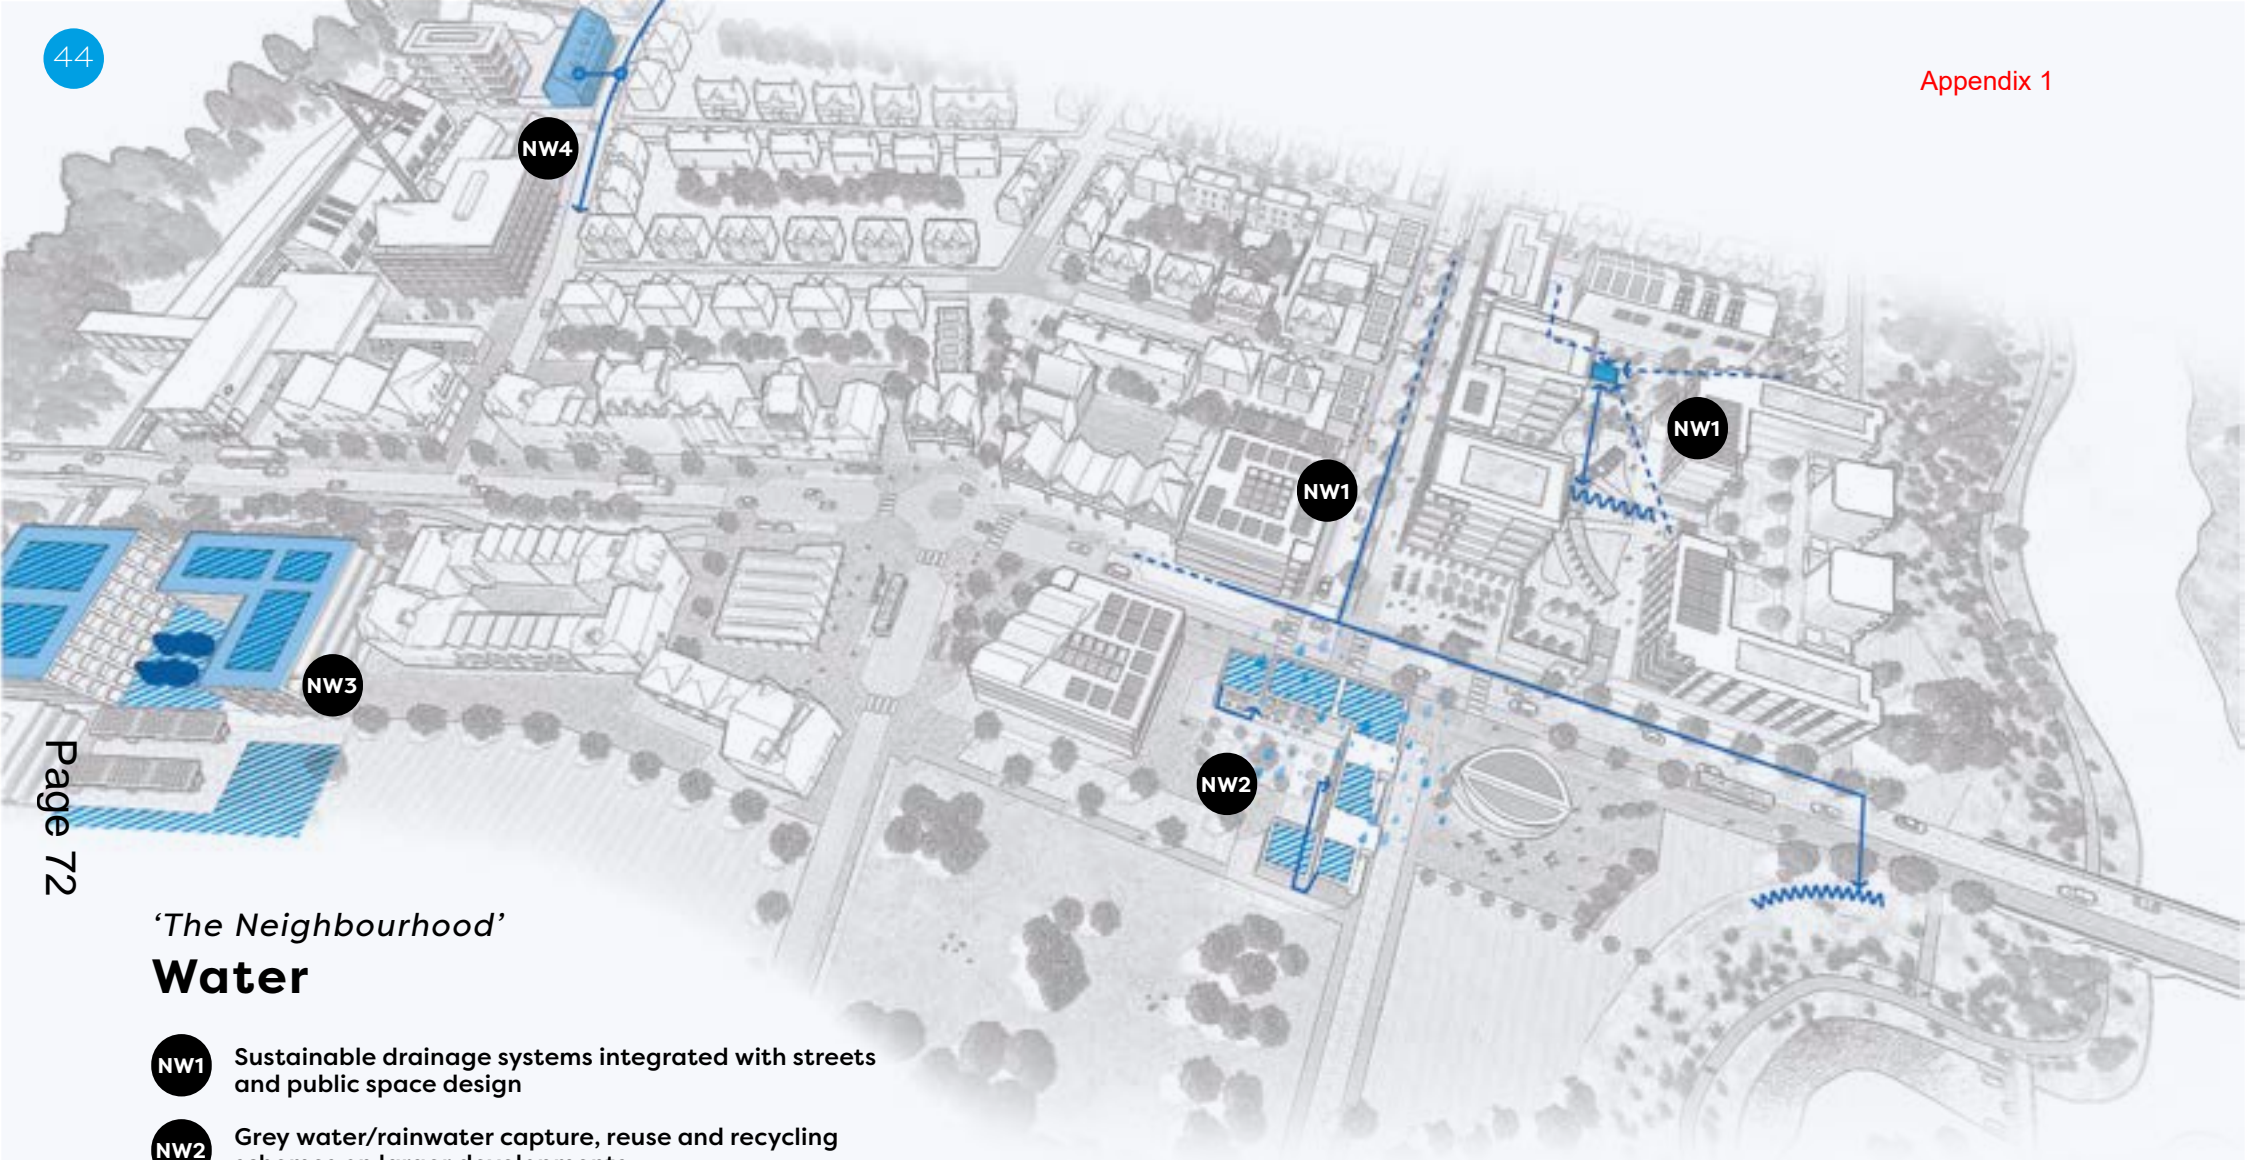 44
Appendix 1
NW4
NW1
NW1
NW3
NW2
Page 72
‘The Neighbourhood’
Water
NW1
Sustainable drainage systems integrated with streets
and public space design
NW2
Grey water/rainwater capture, reuse and recycling